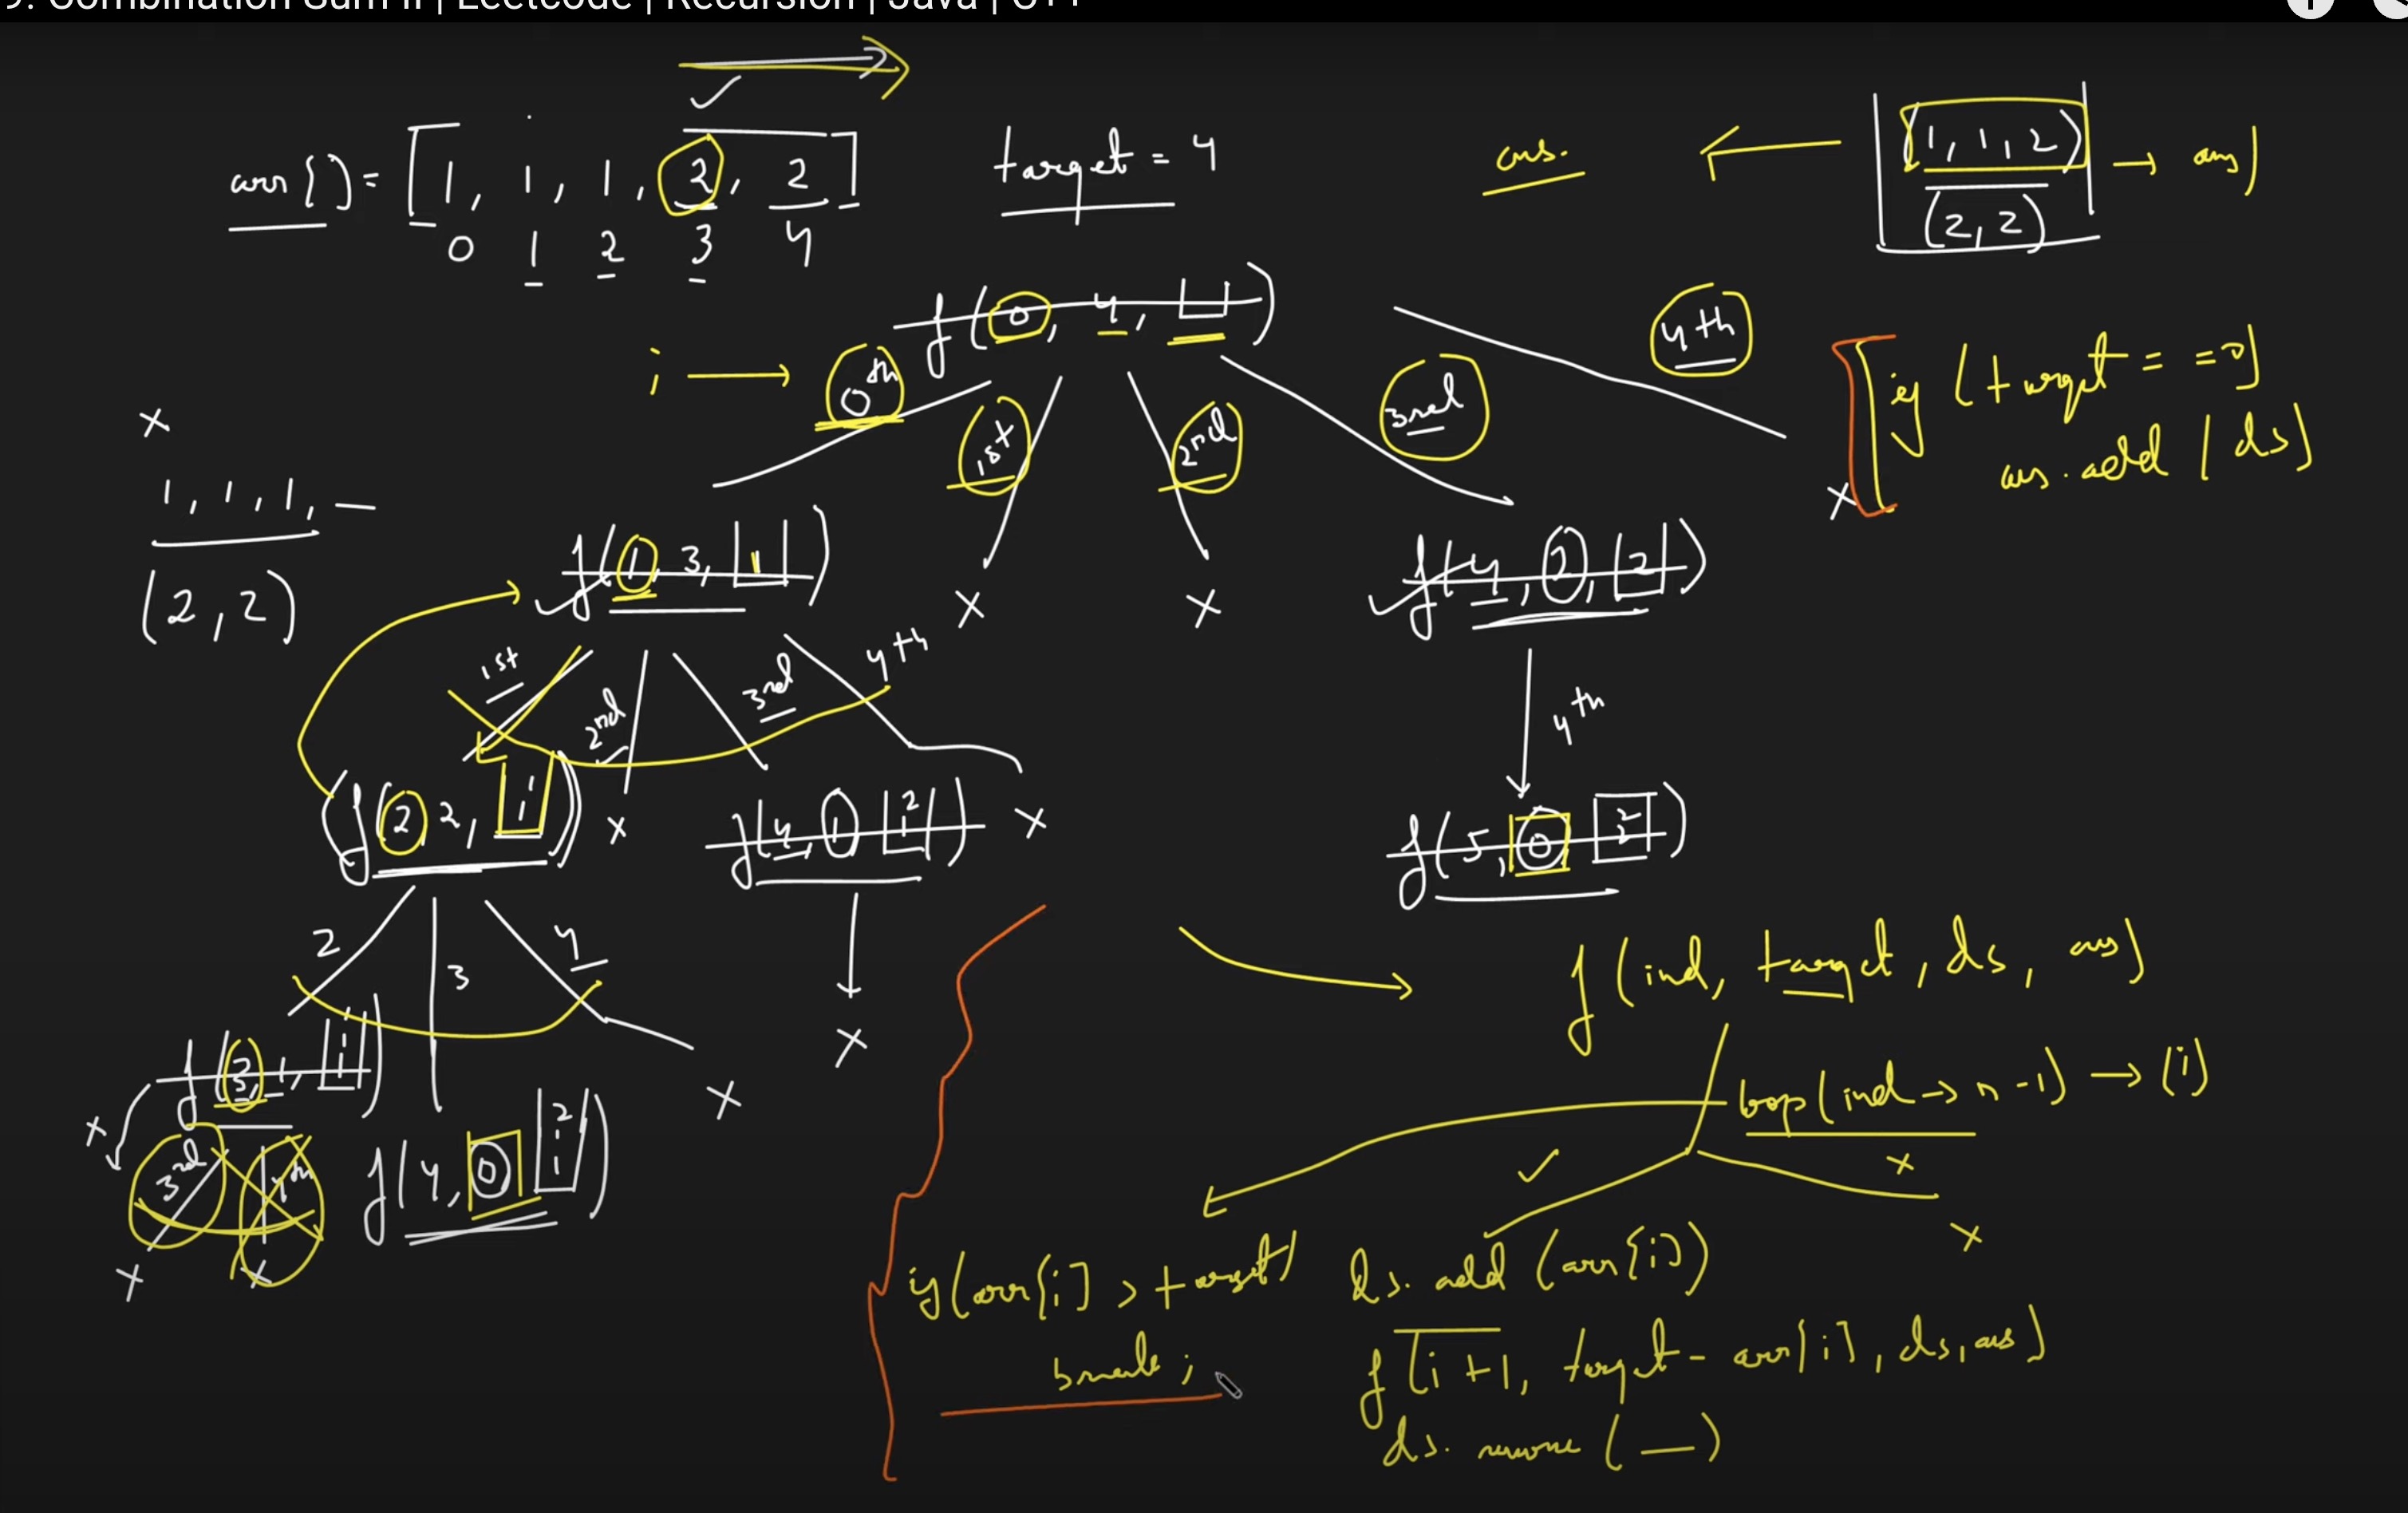 9. Combination Sum II | Leetcode | Recursion | Java | C++
arr[] = [1, 1, 1, 2, 2]
0 1 2 3 4
target = 4
ans.
(1, 1, 2) → ans]
(2, 2)
f(0, 4, [])
i → 0th
1st
2nd
3rd
4th
if (target == 0)
ans.add(ds)
x
1, 1, 1, —
(2, 2)
f(1, 3, [1])
x
x
f(4, 2, [2])
x
1st
2nd
3rd
4th
4th
f(2, 2, [1 1])
x
f(4, 1, [2 1])
x
f(5, 0, [2 2])
2
3
4
x
f(ind, target, ds, ans)
f(3, 1, [1 1 1])
x
loop(ind → n-1) → (i)
x
3rd
4th
f(4, 0, [2 1 1])
x
x
x
x
if(arr[i] > target)
break;
ds.add(arr[i])
f(i+1, target - arr[i], ds, ans)
ds.remove(—)